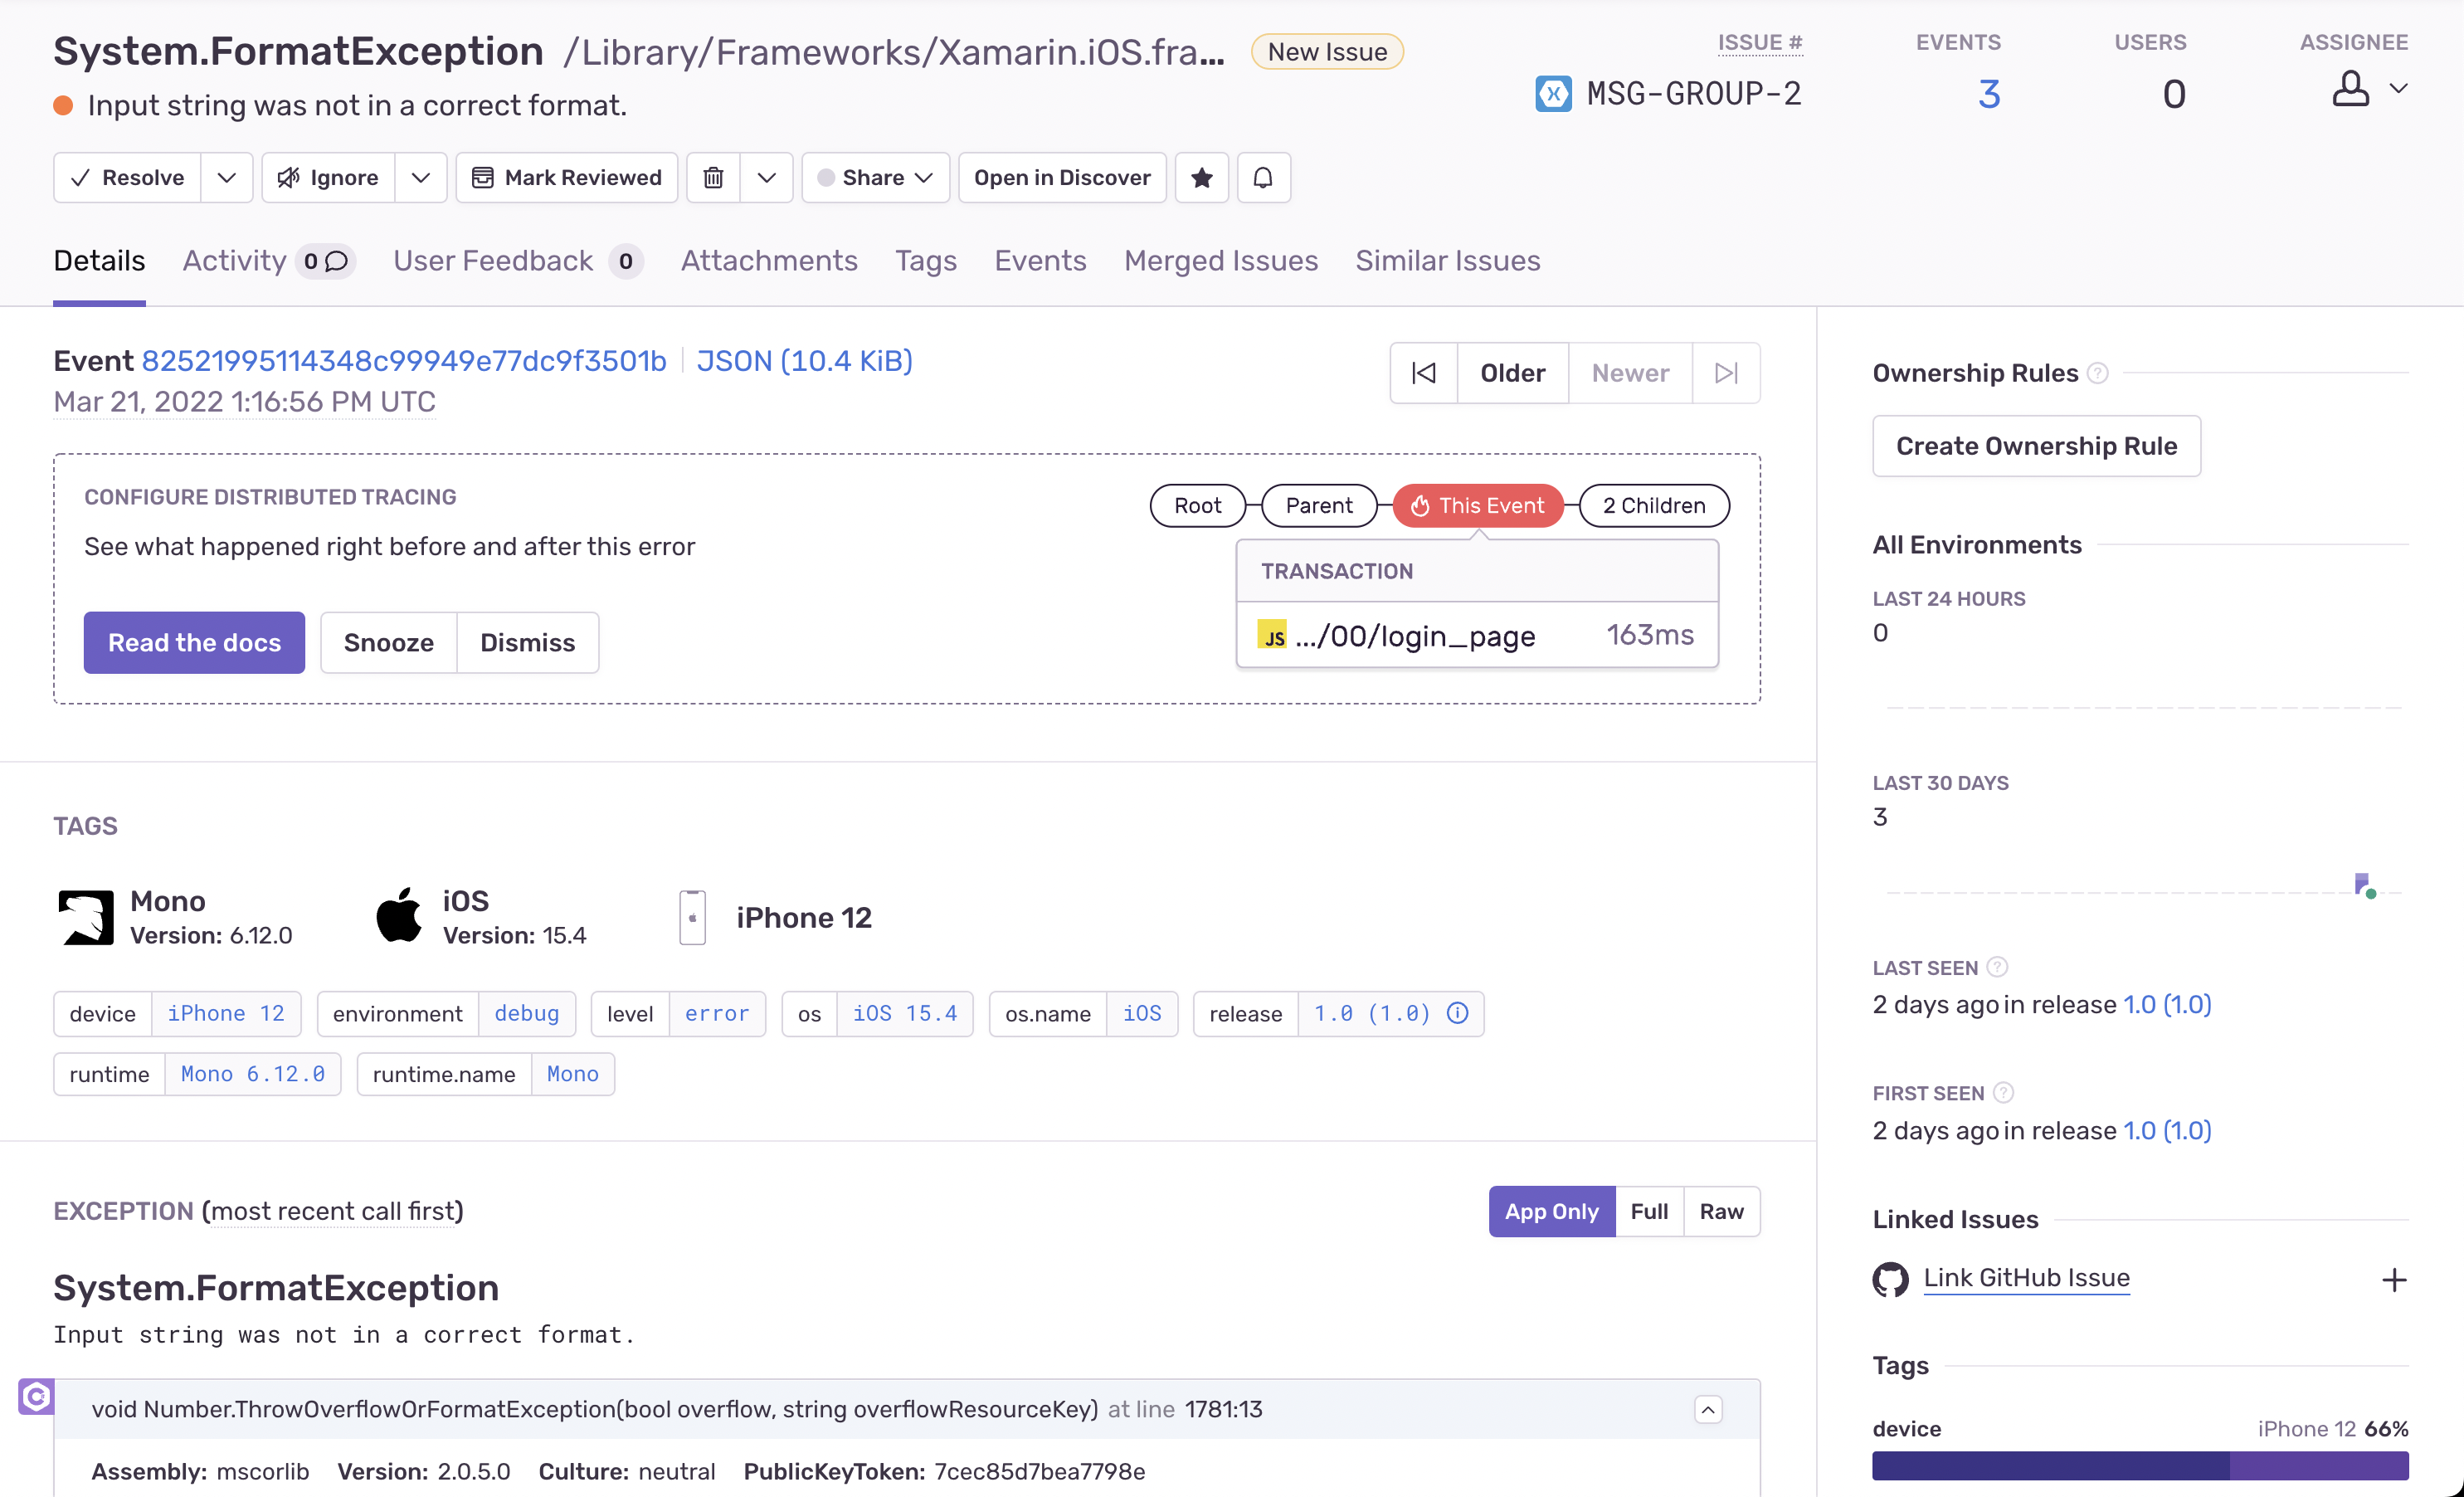 System.FormatException /Library/Frameworks/Xamarin.iOS.fra... New Issue
Input string was not in a correct format.
ISSUE # EVENTS USERS ASSIGNEE
MSG-GROUP-2 3 0
Resolve Ignore Mark Reviewed Share Open in Discover
Details Activity 0 User Feedback 0 Attachments Tags Events Merged Issues Similar Issues
Event 82521995114348c99949e77dc9f3501b JSON (10.4 KiB)
Mar 21, 2022 1:16:56 PM UTC
Older Newer
CONFIGURE DISTRIBUTED TRACING
See what happened right before and after this error
Read the docs Snooze Dismiss
Root Parent This Event 2 Children
TRANSACTION
JS .../00/login_page 163ms
TAGS
Mono
Version: 6.12.0
iOS
Version: 15.4
iPhone 12
device iPhone 12 environment debug level error os iOS 15.4 os.name iOS release 1.0 (1.0)
runtime Mono 6.12.0 runtime.name Mono
EXCEPTION (most recent call first)
App Only Full Raw
System.FormatException
Input string was not in a correct format.
void Number.ThrowOverflowOrFormatException(bool overflow, string overflowResourceKey) at line 1781:13
Assembly: mscorlib Version: 2.0.5.0 Culture: neutral PublicKeyToken: 7cec85d7bea7798e
Ownership Rules ?
Create Ownership Rule
All Environments
LAST 24 HOURS
0
LAST 30 DAYS
3
LAST SEEN ?
2 days ago in release 1.0 (1.0)
FIRST SEEN ?
2 days ago in release 1.0 (1.0)
Linked Issues
Link GitHub Issue
Tags
device iPhone 12 66%